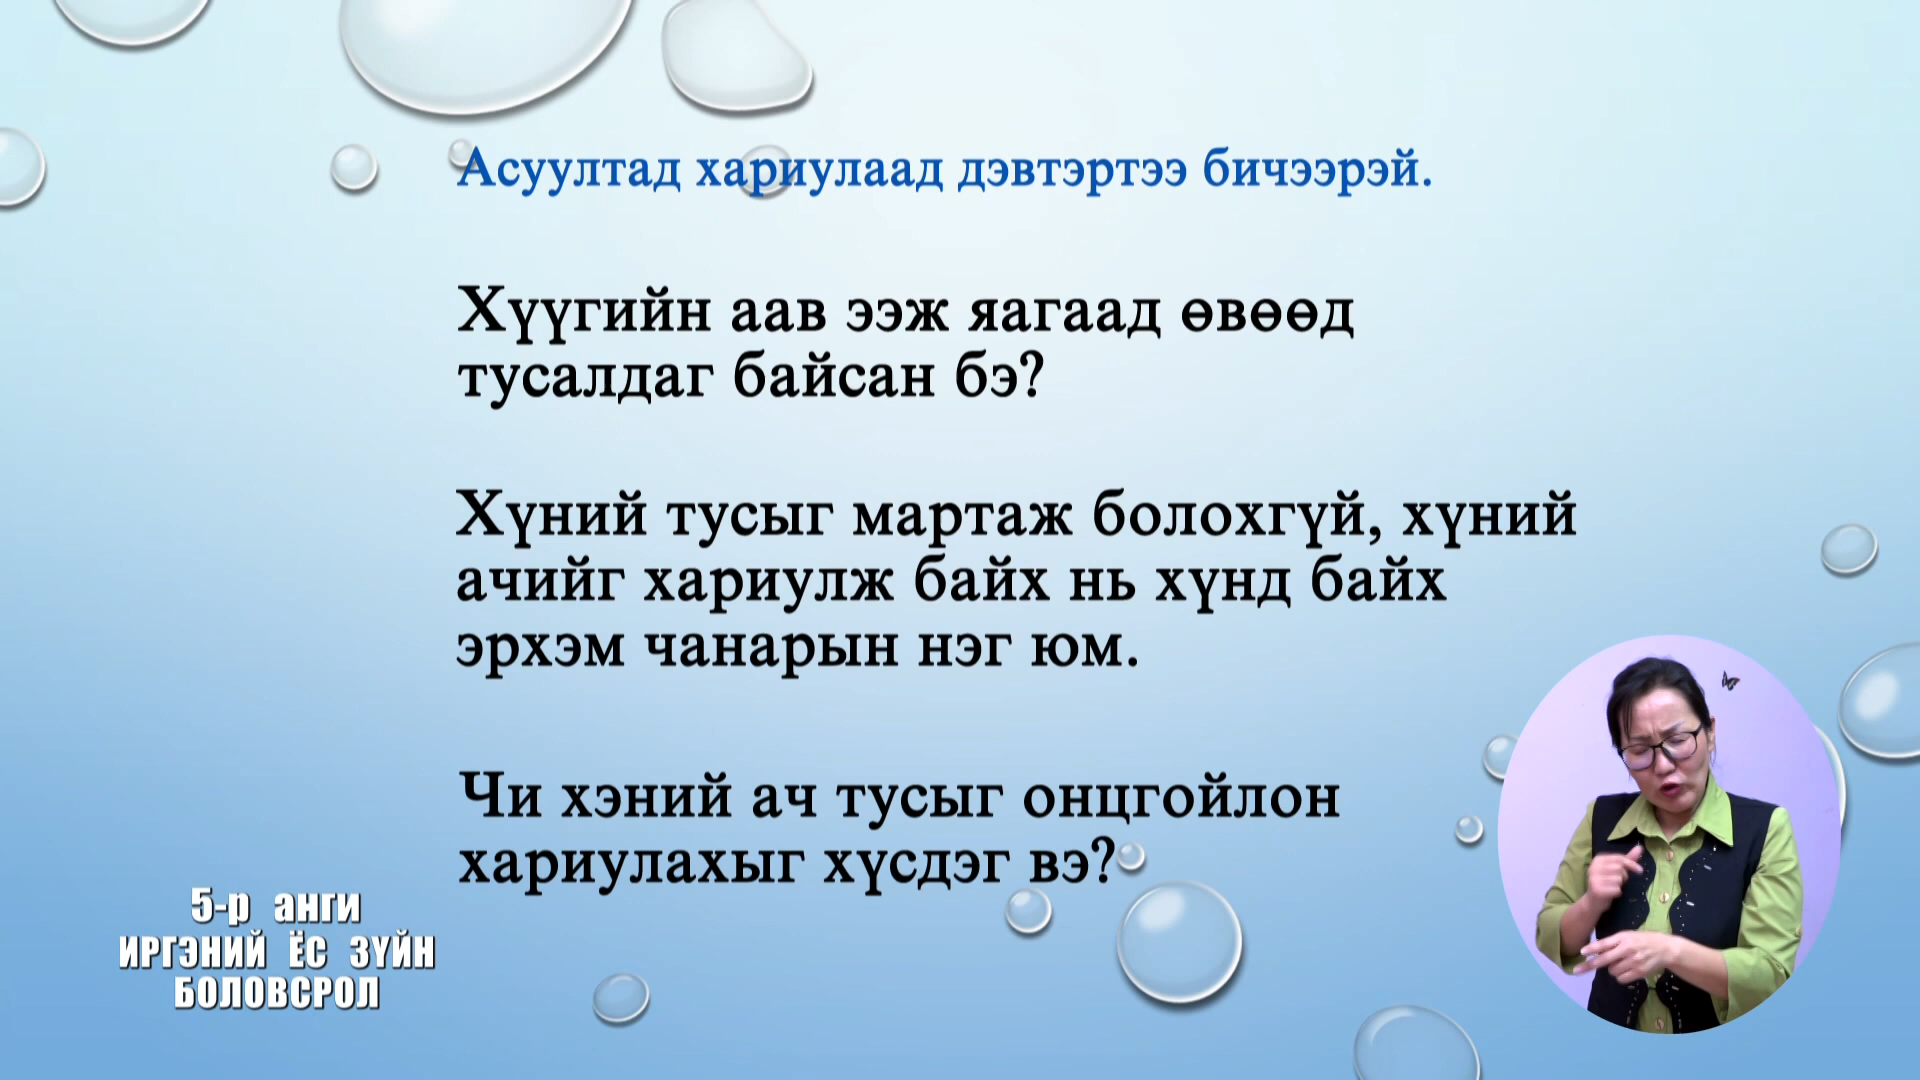 Асуултад хариулаад дэвтэртээ бичээрэй.
Хүүгийн аав ээж яагаад өвөөд
тусалдаг байсан бэ?
Хүний тусыг мартаж болохгүй, хүний
ачийг хариулж байх нь хүнд байх
эрхэм чанарын нэг юм.
Чи хэний ач тусыг онцгойлон
хариулахыг хүсдэг вэ?
5-р анги
ИРГЭНИЙ ЁС ЗҮЙН
БОЛОВСРОЛ